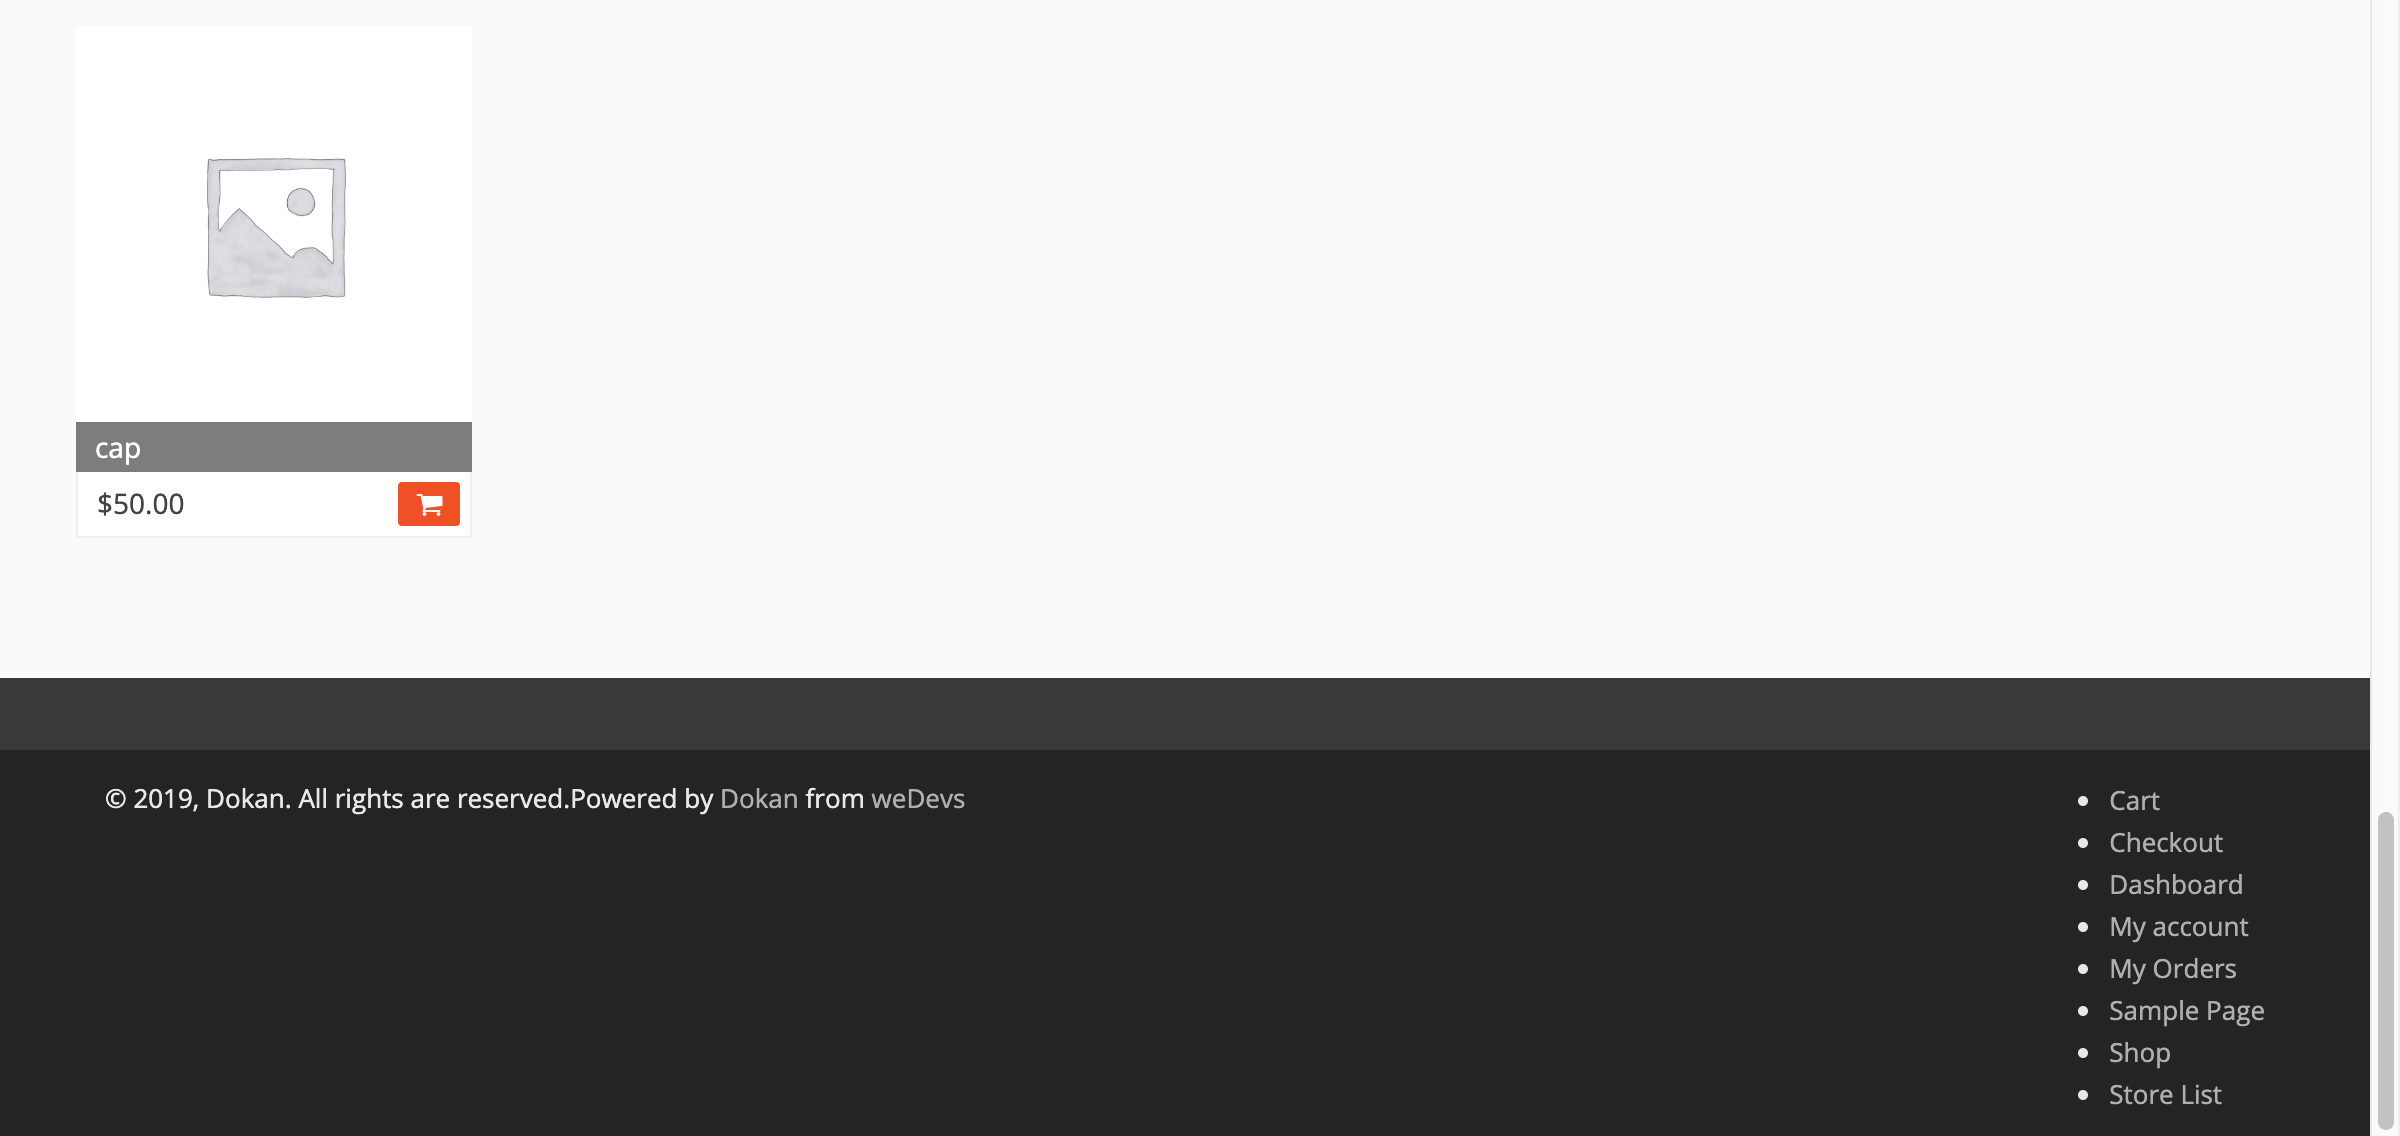 cap
$50.00
© 2019, Dokan. All rights are reserved.Powered by Dokan from weDevs
Cart
Checkout
Dashboard
My account
My Orders
Sample Page
Shop
Store List